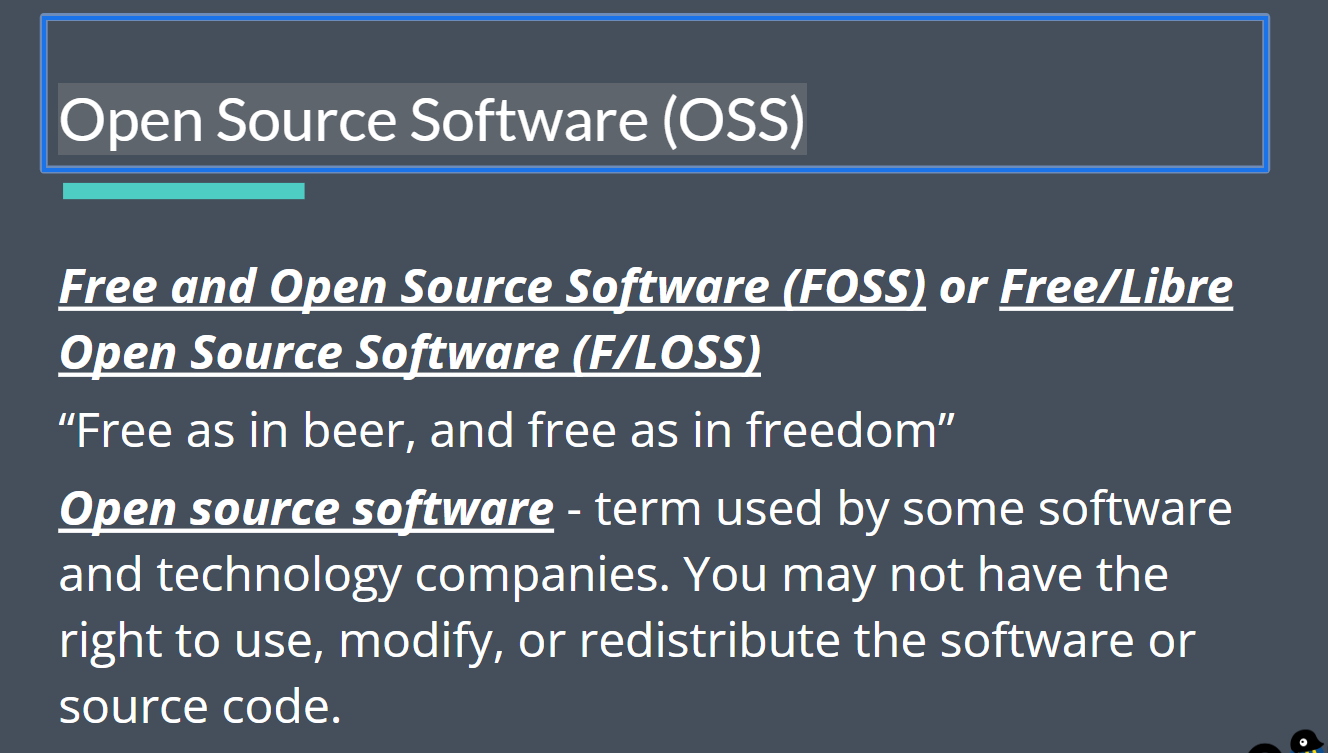 Open Source Software (OSS)
Free and Open Source Software (FOSS) or Free/Libre
Open Source Software (F/LOSS)
“Free as in beer, and free as in freedom”
Open source software - term used by some software
and technology companies. You may not have the
right to use, modify, or redistribute the software or
source code.